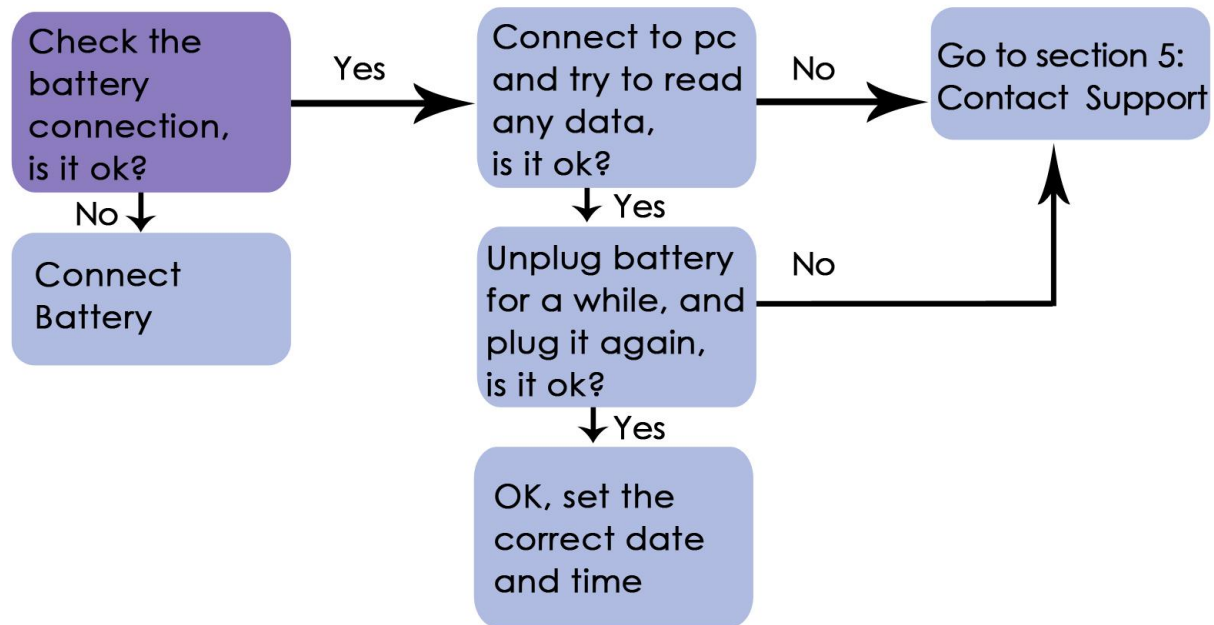 Check the
battery
connection,
is it ok?
Yes
Connect to pc
and try to read
any data,
is it ok?
No
Go to section 5:
Contact Support
No
Connect
Battery
Yes
Unplug battery
for a while, and
plug it again,
is it ok?
No
Yes
OK, set the
correct date
and time